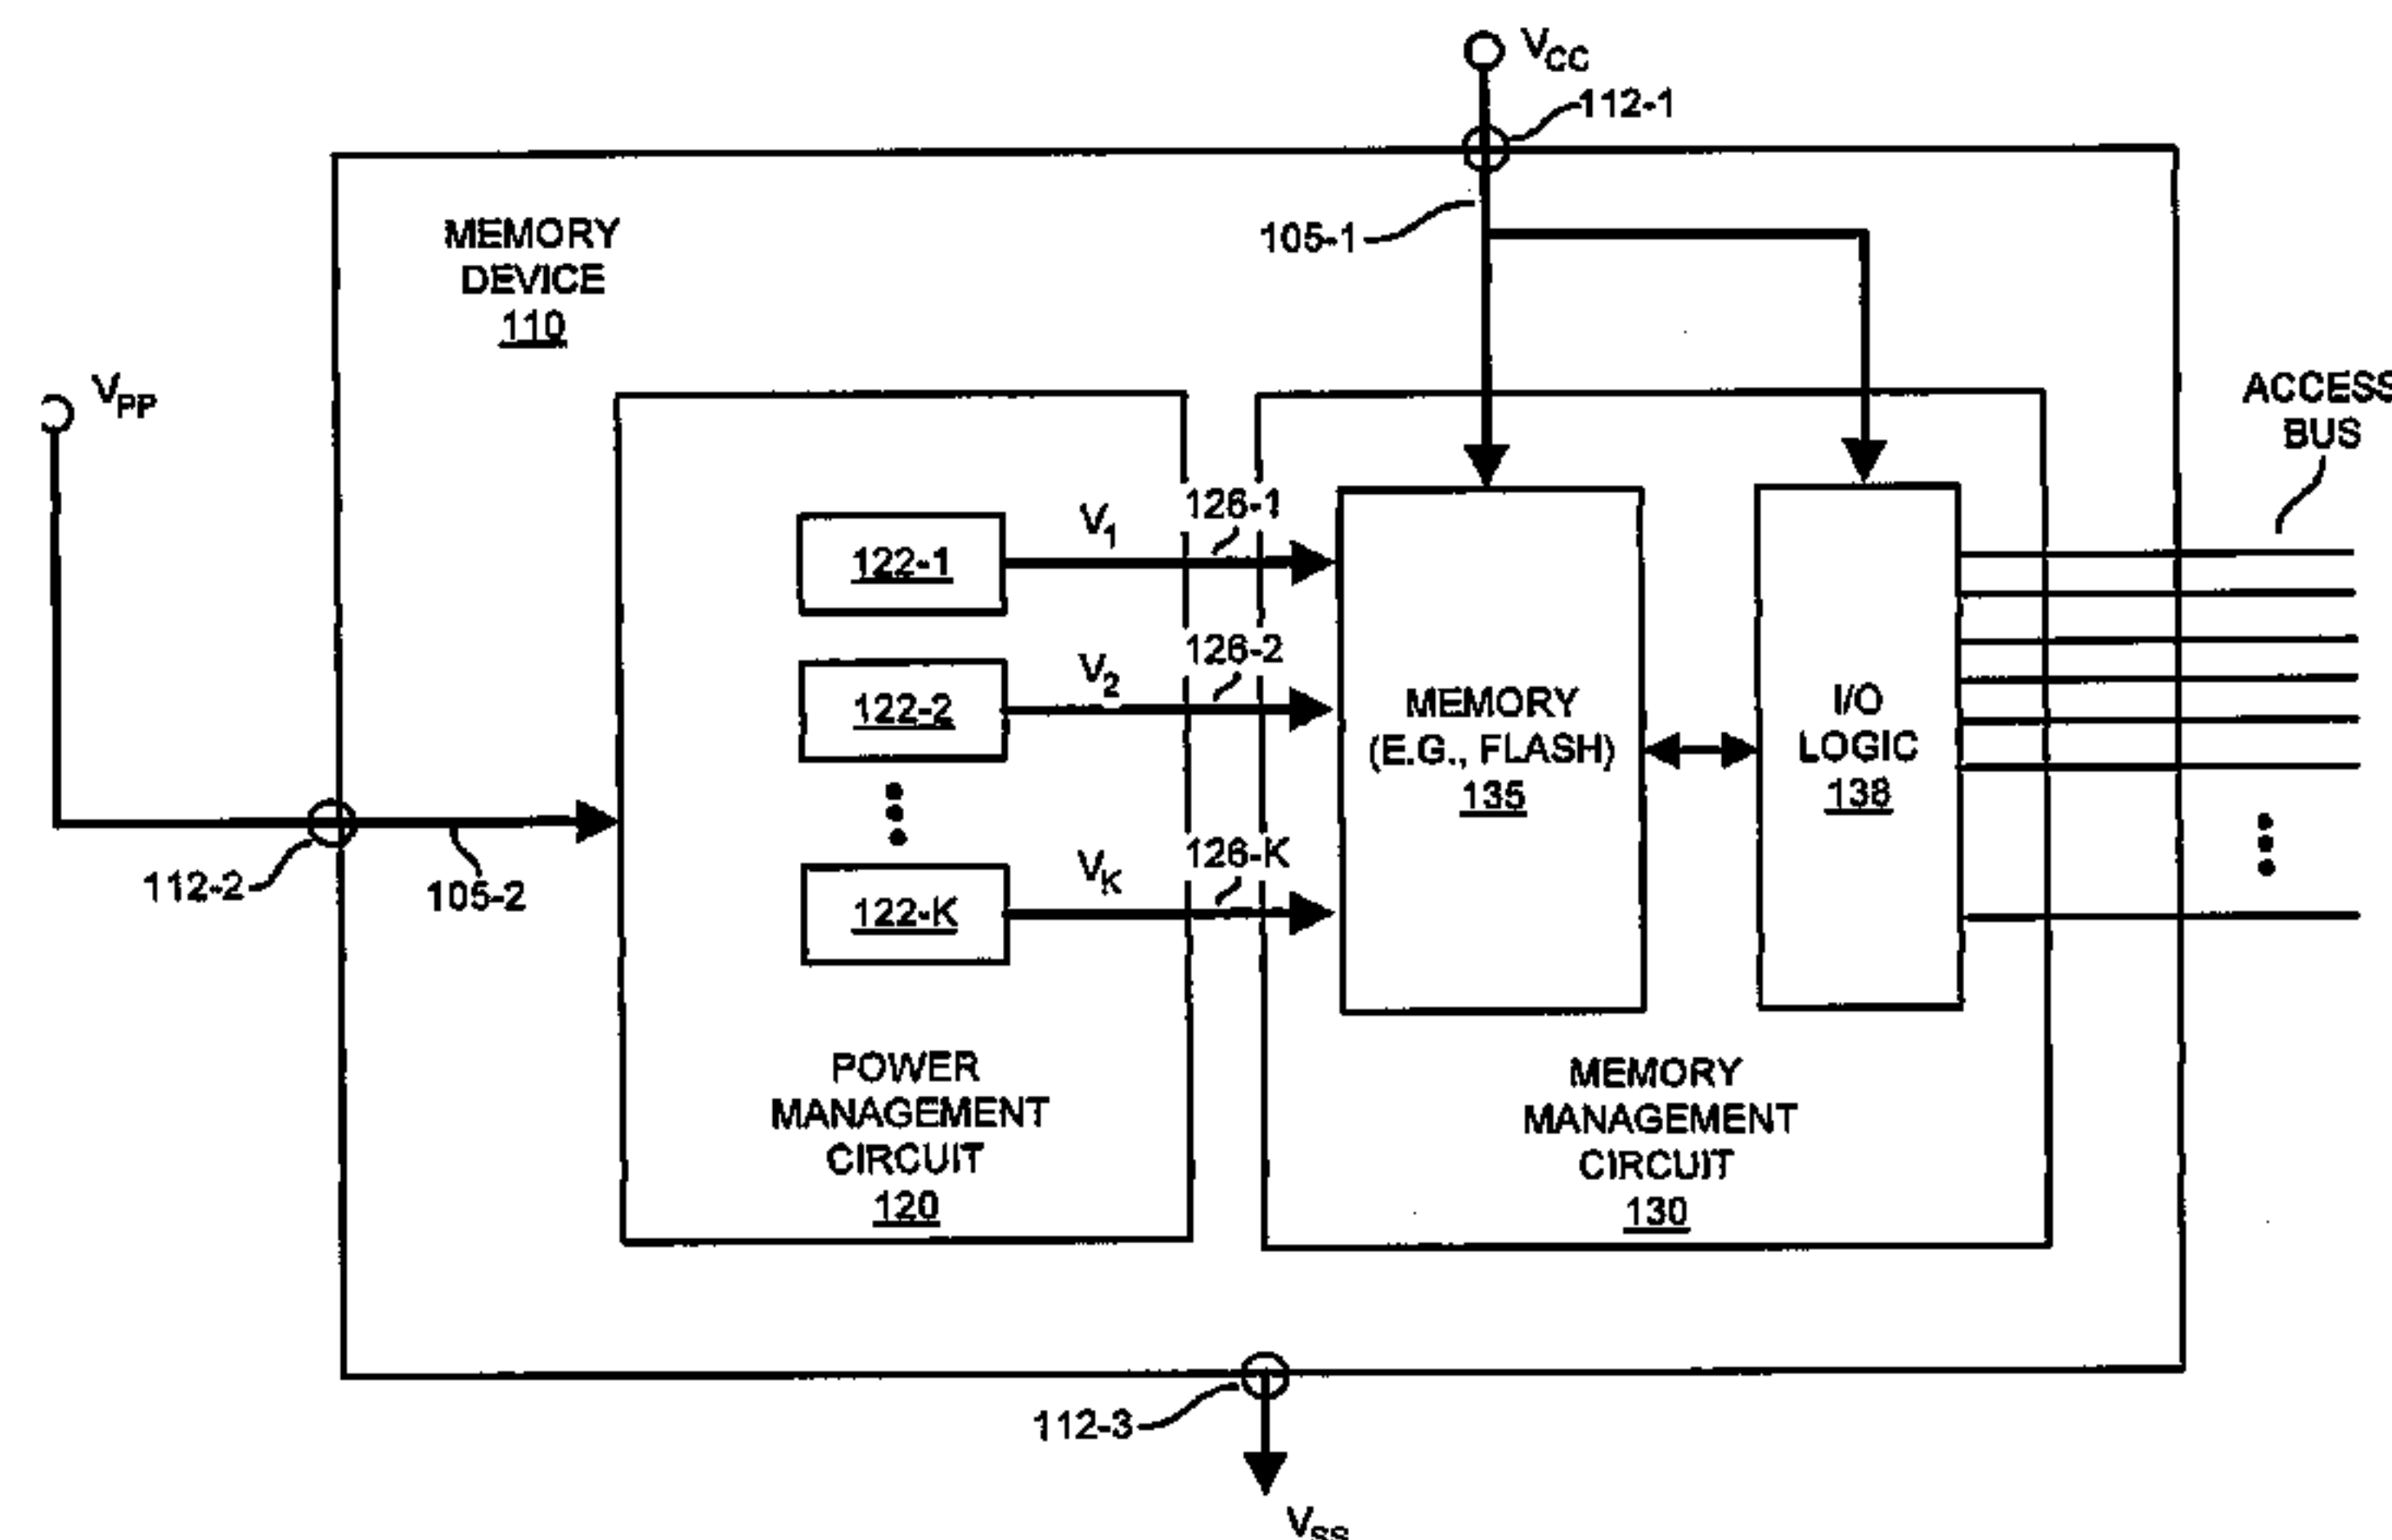 VCC
112-1
MEMORY
DEVICE
110
105-1
VPP
ACCESS
BUS
V1
126-1
122-1
V2
126-2
122-2
MEMORY
(E.G., FLASH)
135
I/O
LOGIC
138
VK
126-K
122-K
112-2
105-2
POWER
MANAGEMENT
CIRCUIT
120
MEMORY
MANAGEMENT
CIRCUIT
130
112-3
VSS